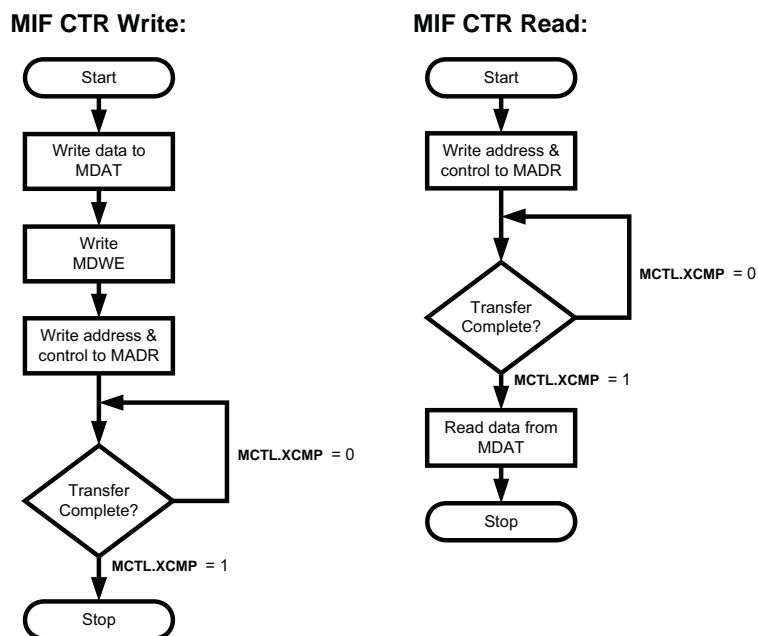 MIF CTR Write:
Start
Write data to
MDAT
Write
MDWE
Write address &
control to MADR
Transfer
Complete?
MCTL.XCMP = 0
MCTL.XCMP = 1
Stop
MIF CTR Read:
Start
Write address &
control to MADR
Transfer
Complete?
MCTL.XCMP = 0
MCTL.XCMP = 1
Read data from
MDAT
Stop